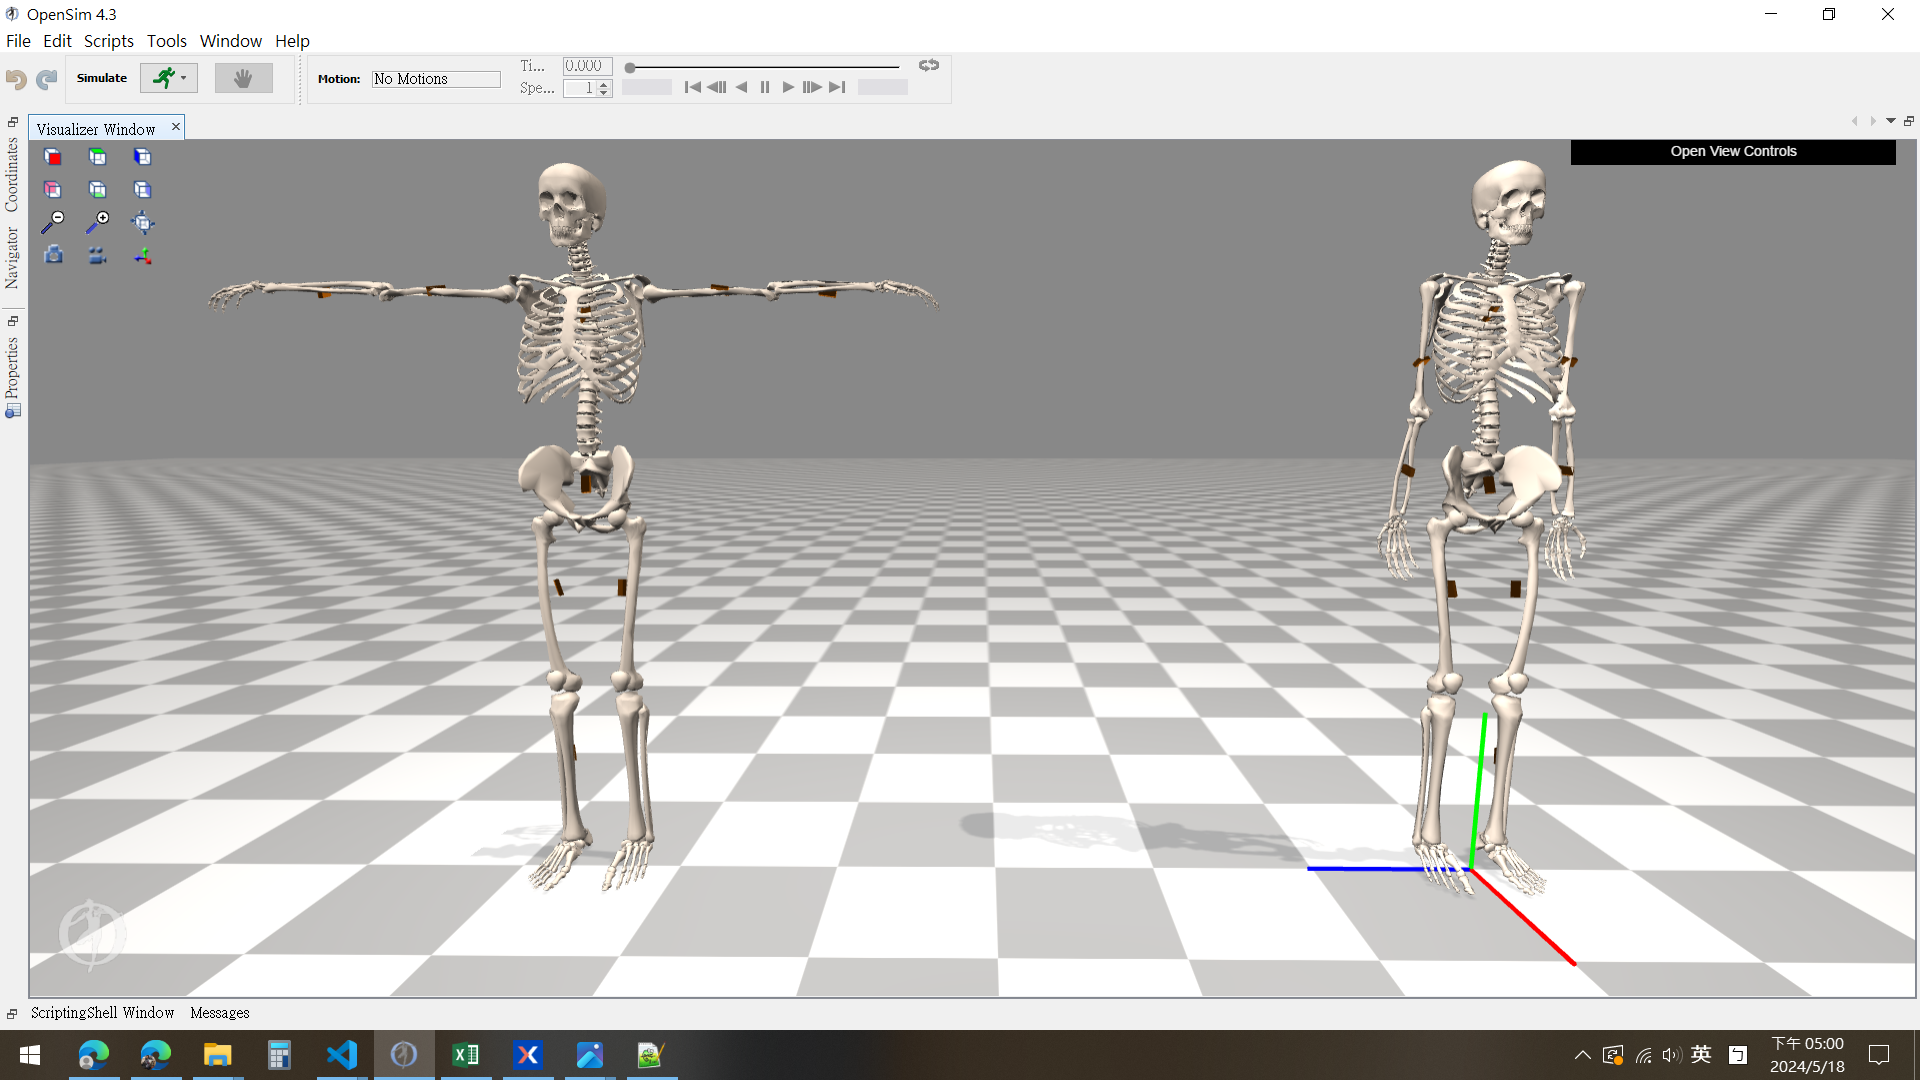 OpenSim 4.3
File Edit Scripts Tools Window Help
Simulate
Motion: No Motions
Ti... 0.000
Spe... 1
Coordinates
Navigator
Properties
Visualizer Window
Open View Controls
ScriptingShell Window Messages
英
下午 05:00
2024/5/18